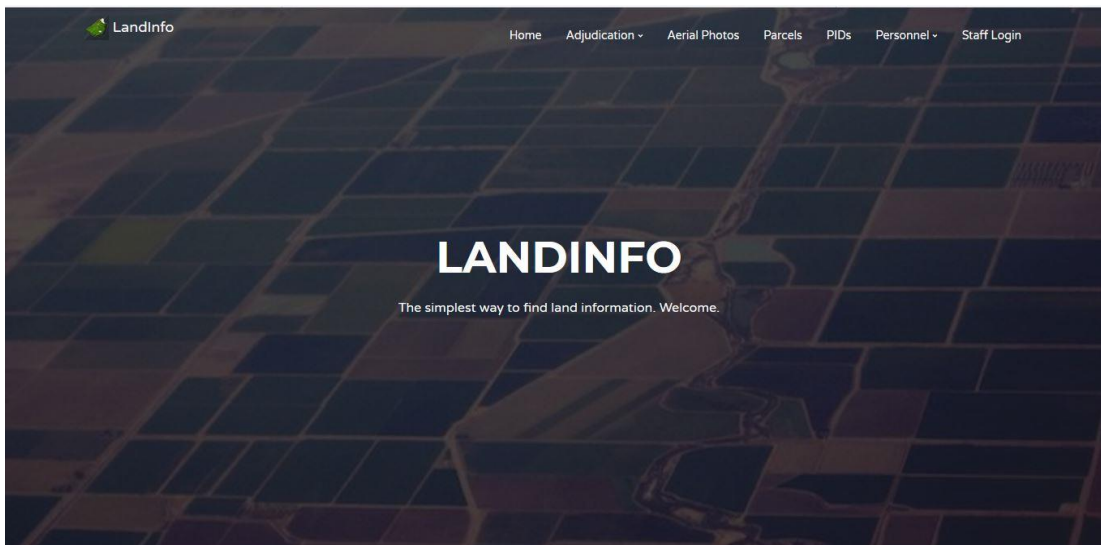 LandInfo
Home Adjudication Aerial Photos Parcels PIDs Personnel Staff Login
LANDINFO
The simplest way to find land information. Welcome.